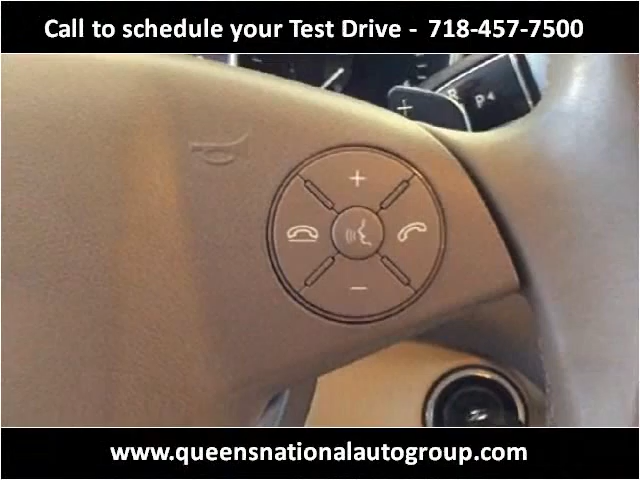 Call to schedule your Test Drive - 718-457-7500
+
R
P
+
−
www.queensnationalautogroup.com